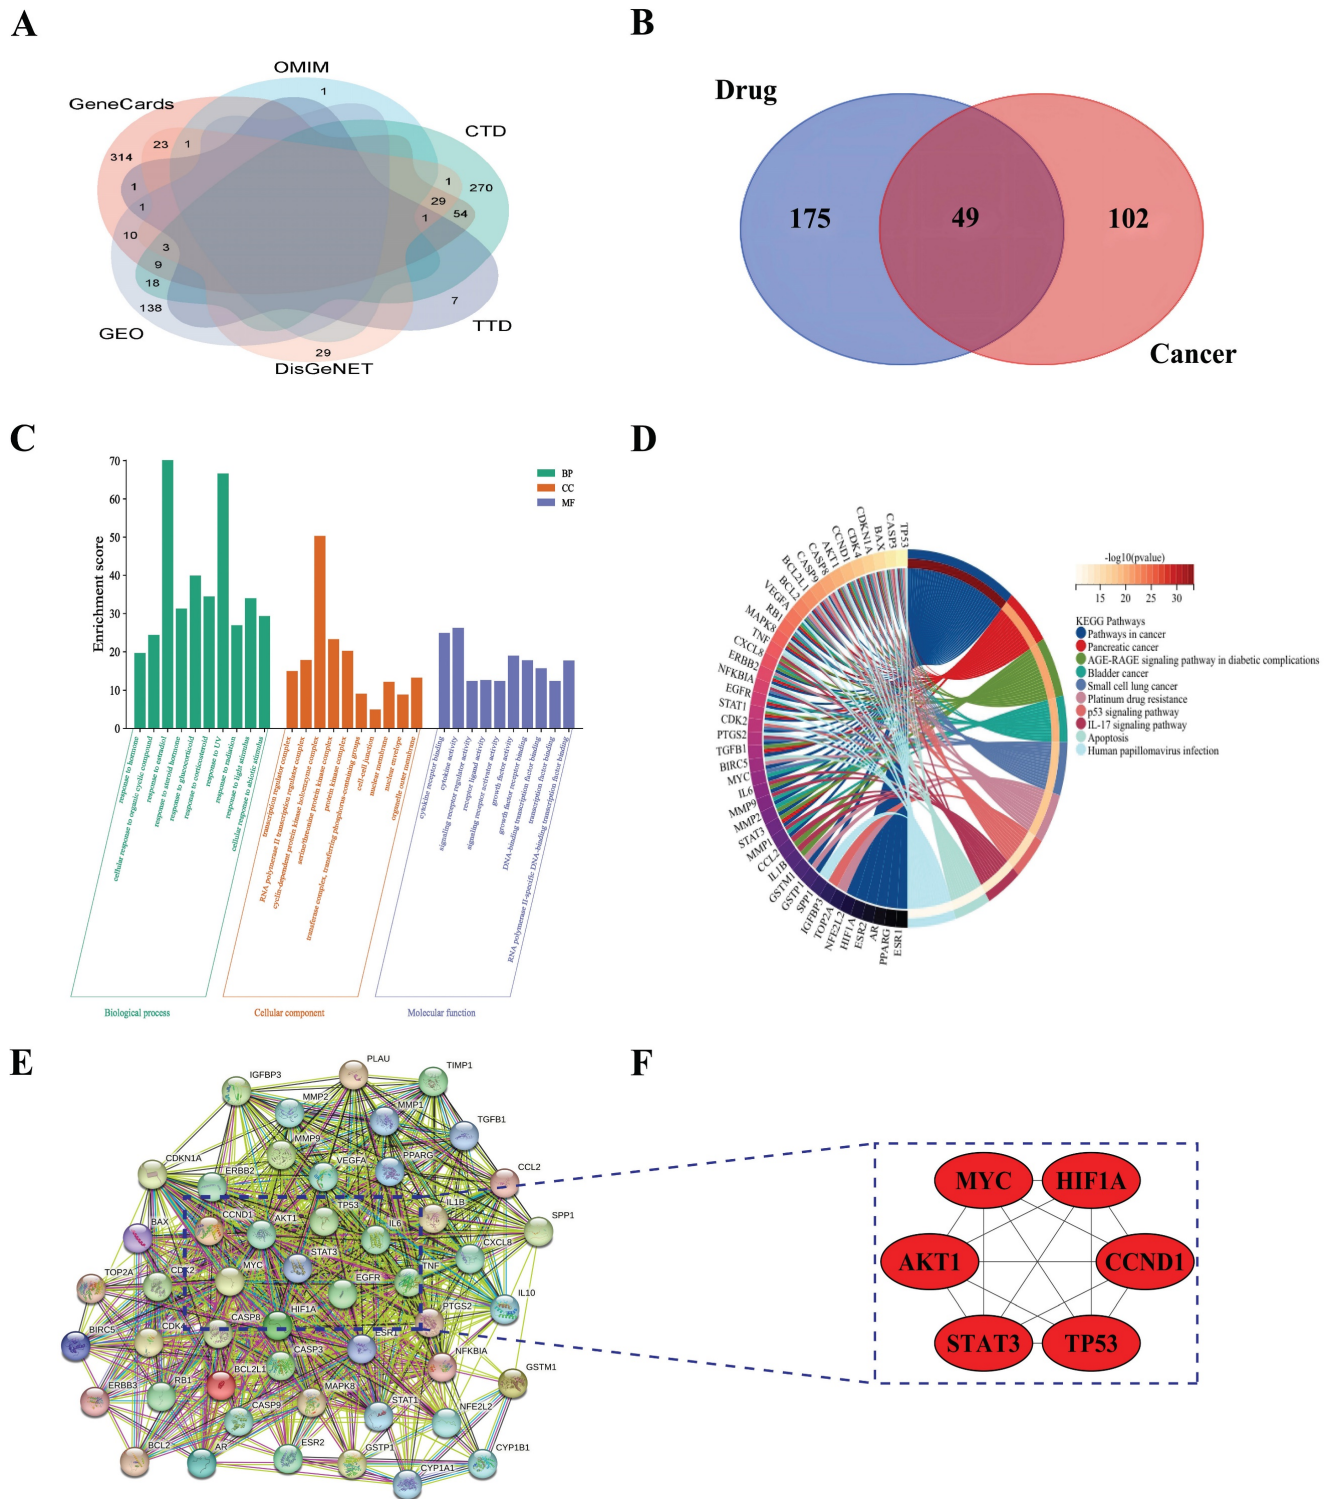 A
OMIM
GeneCards
CTD
1
314
23
1
1
1
10
3
9
18
138
1
270
29
54
1
7
29
GEO
TTD
DisGeNET
B
Drug
175
49
102
Cancer
C
Enrichment score
70
60
50
40
30
20
10
0
BP
CC
MF
response to hormone
cellular response to organic cyclic compound
response to estradiol
response to steroid hormone
response to glucocorticoid
response to corticosteroid
response to UV
response to radiation
response to light stimulus
cellular response to abiotic stimulus
transcription regulator complex
RNA polymerase II transcription regulator complex
cyclin-dependent protein kinase holoenzyme complex
serine/threonine protein kinase complex
protein kinase complex
transferase complex, transferring phosphorus-containing groups
cell-cell junction
nuclear membrane
nuclear envelope
organelle outer membrane
cytokine receptor binding
cytokine activity
signaling receptor regulator activity
receptor ligand activity
signaling receptor activator activity
growth factor activity
growth factor receptor binding
DNA-binding transcription factor binding
transcription factor binding
RNA polymerase II-specific DNA-binding transcription factor binding
Biological process
Cellular component
Molecular function
D
TP53
CASP3
BAX
CDKN1A
CDK4
CCND1
AKT1
CASP8
CASP9
BCL2L1
BCL2
VEGFA
RB1
MAPK8
TNF
CXCL8
ERBB2
NFKBIA
EGFR
STAT1
CDK2
PTGS2
TGFB1
BIRC5
MYC
IL6
MMP9
MMP2
STAT3
MMP1
CCL2
IL1B
GSTM1
GSTP1
SPP1
IGFBP3
TOP2A
NFE2L2
HIF1A
ESR2
AR
PPARG
ESR1
-log10(pvalue)
15 20 25 30
KEGG Pathways
Pathways in cancer
Pancreatic cancer
AGE-RAGE signaling pathway in diabetic complications
Bladder cancer
Small cell lung cancer
Platinum drug resistance
p53 signaling pathway
IL-17 signaling pathway
Apoptosis
Human papillomavirus infection
E
PLAU
TIMP1
IGFBP3
MMP2
MMP1
TGFB1
MMP9
CDKN1A
ERBB2
VEGFA
PPARG
CCL2
TP53
IL1B
BAX
CCND1
AKT1
IL6
SPP1
STAT3
CXCL8
TOP2A
CDK2
MYC
EGFR
TNF
IL10
HIF1A
PTGS2
BIRC5
CDK4
CASP8
ESR1
CASP3
NFKBIA
GSTM1
BCL2L1
ERBB3
RB1
MAPK8
CASP9
STAT1
NFE2L2
BCL2
AR
ESR2
GSTP1
CYP1B1
CYP1A1
F
MYC HIF1A
AKT1 CCND1
STAT3 TP53